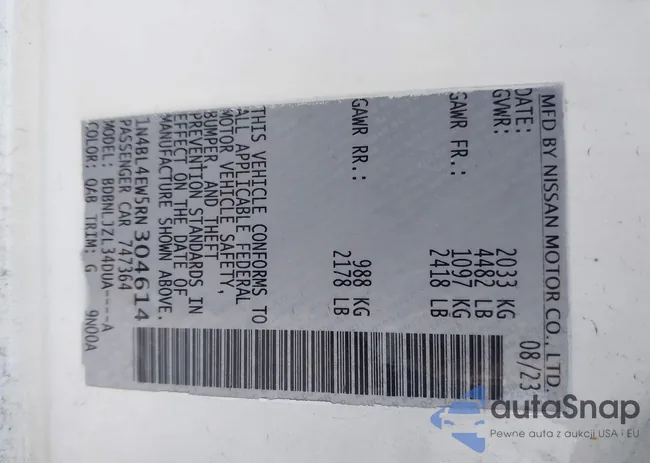 MFD BY NISSAN MOTOR CO., LTD.
DATE: 08/23
GVWR: 2033 KG
4482 LB
GAWR FR.: 1097 KG
2418 LB
GAWR RR.: 988 KG
2178 LB
THIS VEHICLE CONFORMS TO
ALL APPLICABLE FEDERAL
MOTOR VEHICLE SAFETY,
BUMPER, AND THEFT
PREVENTION STANDARDS IN
EFFECT ON THE DATE OF
MANUFACTURE SHOWN ABOVE.
1N4BL4EW5RN304614
PASSENGER CAR 747364
MODEL: BDBNLJZL34DUA----A
COLOR: QAB TRIM: G 9N00A
autaSnap
Pewne auta z aukcji USA i EU